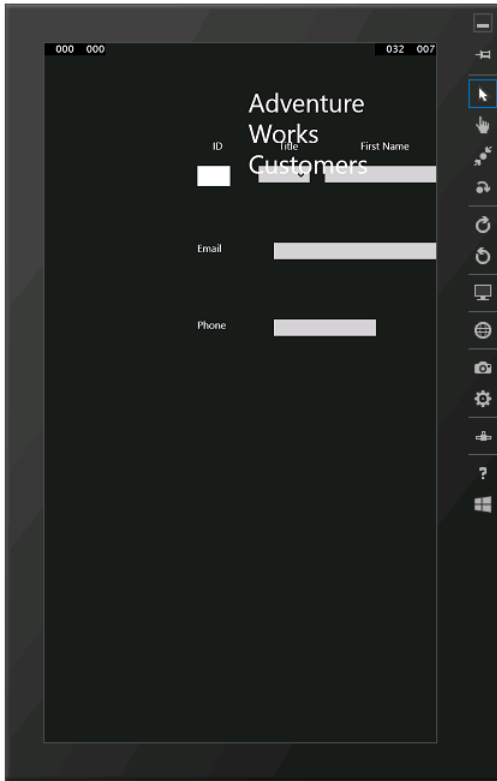 000 000 032 007
Adventure
Works
Customers
ID Title First Name
Email
Phone
?